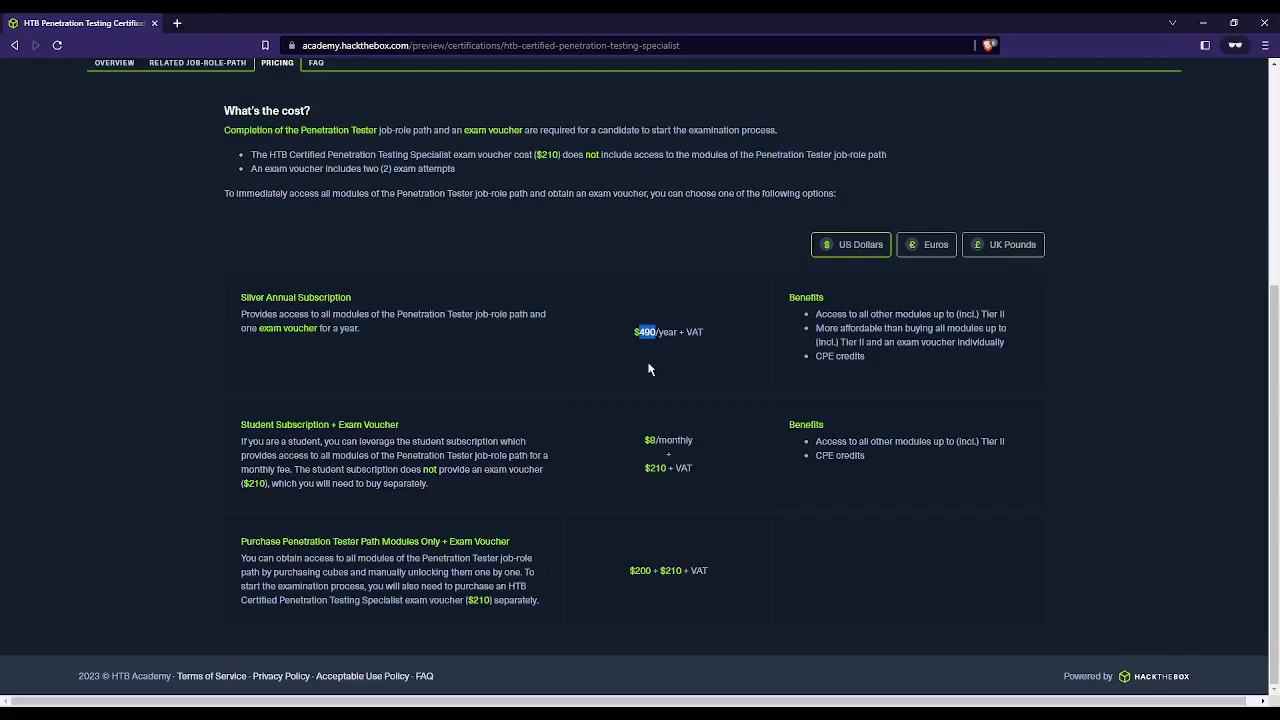 HTB Penetration Testing Certifica
academy.hackthebox.com/preview/certifications/htb-certified-penetration-testing-specialist
OVERVIEW RELATED JOB-ROLE-PATH PRICING FAQ
What's the cost?
Completion of the Penetration Tester job-role path and an exam voucher are required for a candidate to start the examination process.
• The HTB Certified Penetration Testing Specialist exam voucher cost ($210) does not include access to the modules of the Penetration Tester job-role path
• An exam voucher includes two (2) exam attempts
To immediately access all modules of the Penetration Tester job-role path and obtain an exam voucher, you can choose one of the following options:
$ US Dollars € Euros £ UK Pounds
Silver Annual Subscription
Provides access to all modules of the Penetration Tester job-role path and
one exam voucher for a year.
$490/year + VAT
Benefits
• Access to all other modules up to (incl.) Tier II
• More affordable than buying all modules up to
(incl.) Tier II and an exam voucher individually
• CPE credits
Student Subscription + Exam Voucher
If you are a student, you can leverage the student subscription which
provides access to all modules of the Penetration Tester job-role path for a
monthly fee. The student subscription does not provide an exam voucher
($210), which you will need to buy separately.
$8/monthly
+
$210 + VAT
Benefits
• Access to all other modules up to (incl.) Tier II
• CPE credits
Purchase Penetration Tester Path Modules Only + Exam Voucher
You can obtain access to all modules of the Penetration Tester job-role
path by purchasing cubes and manually unlocking them one by one. To
start the examination process, you will also need to purchase an HTB
Certified Penetration Testing Specialist exam voucher ($210) separately.
$200 + $210 + VAT
2023 © HTB Academy · Terms of Service · Privacy Policy · Acceptable Use Policy · FAQ
Powered by HACKTHEBOX